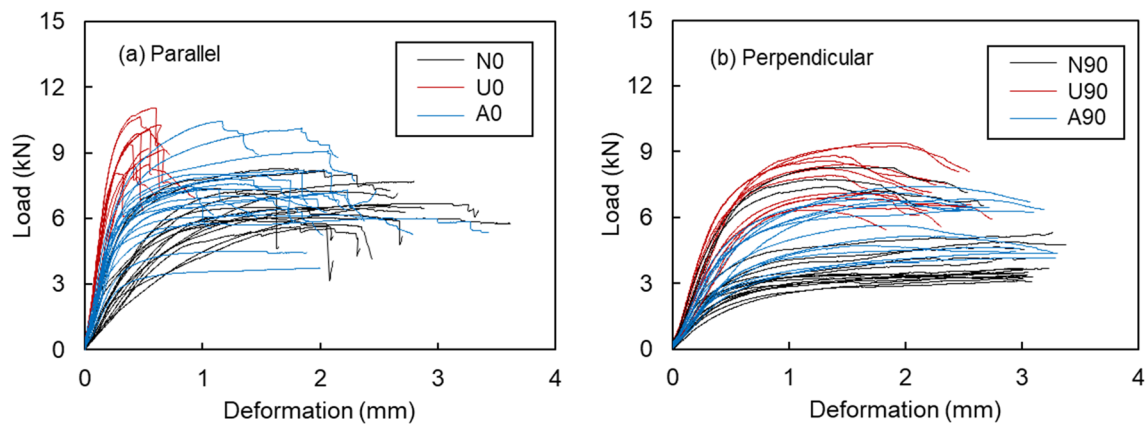 15
12
9
6
3
0
Load (kN)
(a) Parallel
N0
U0
A0
0 1 2 3 4
Deformation (mm)
15
12
9
6
3
0
Load (kN)
(b) Perpendicular
N90
U90
A90
0 1 2 3 4
Deformation (mm)